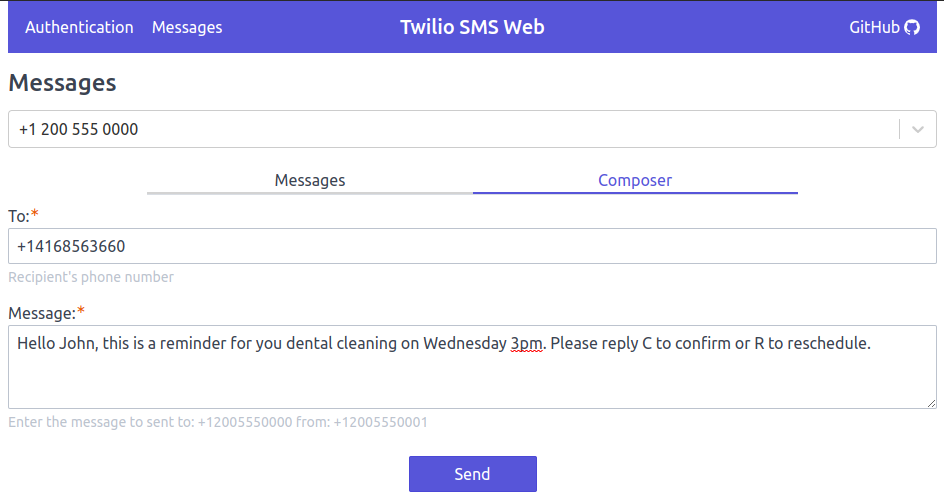 Authentication Messages Twilio SMS Web GitHub
Messages
+1 200 555 0000
Messages Composer
To:*
+14168563660
Recipient's phone number
Message:*
Hello John, this is a reminder for you dental cleaning on Wednesday 3pm. Please reply C to confirm or R to reschedule.
Enter the message to sent to: +12005550000 from: +12005550001
Send